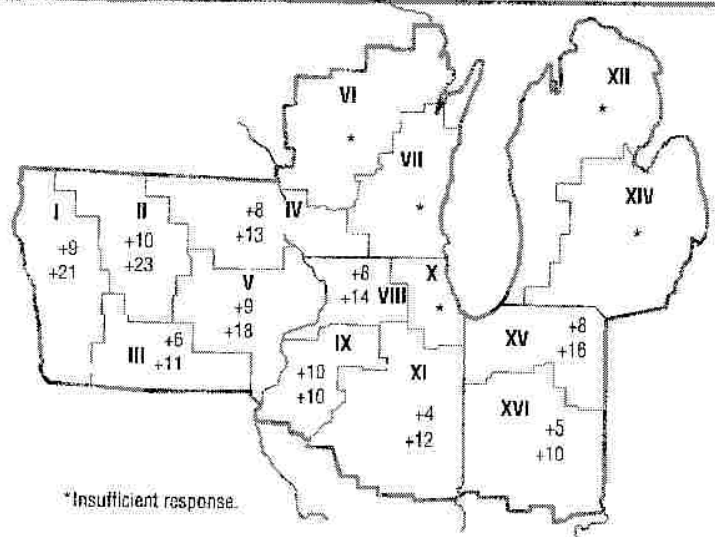 VI
*
XII
*
VII
*
XIV
*
I
+9
+21
II
+10
+23
+8
+13
IV
V
+9
+18
III
+6
+11
+6
+14
VIII
X
*
IX
+10
+10
XI
+4
+12
XV
+8
+16
XVI
+5
+10
*Insufficient response.